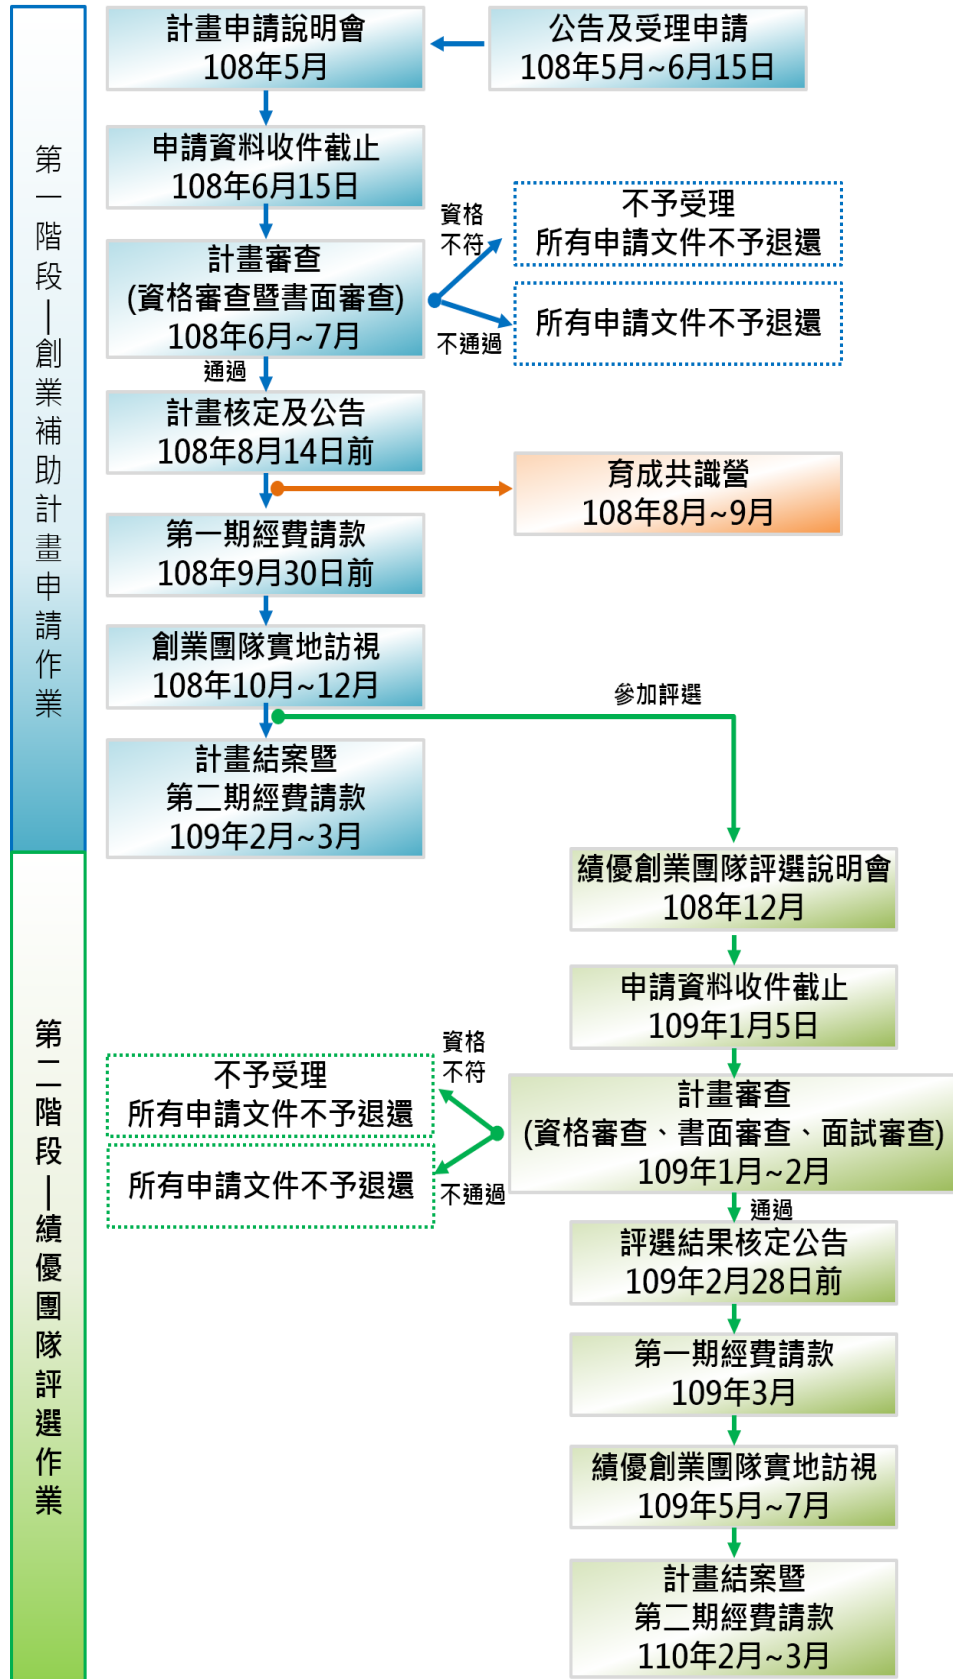 第一階段｜創業補助計畫申請作業
公告及受理申請
108年5月~6月15日
計畫申請說明會
108年5月
申請資料收件截止
108年6月15日
計畫審查
(資格審查暨書面審查)
108年6月~7月
資格
不符
不予受理
所有申請文件不予退還
不通過
所有申請文件不予退還
通過
計畫核定及公告
108年8月14日前
育成共識營
108年8月~9月
第一期經費請款
108年9月30日前
創業團隊實地訪視
108年10月~12月
參加評選
計畫結案暨
第二期經費請款
109年2月~3月
第二階段｜績優團隊評選作業
績優創業團隊評選說明會
108年12月
申請資料收件截止
109年1月5日
計畫審查
(資格審查、書面審查、面試審查)
109年1月~2月
資格
不符
不予受理
所有申請文件不予退還
不通過
所有申請文件不予退還
通過
評選結果核定公告
109年2月28日前
第一期經費請款
109年3月
績優創業團隊實地訪視
109年5月~7月
計畫結案暨
第二期經費請款
110年2月~3月